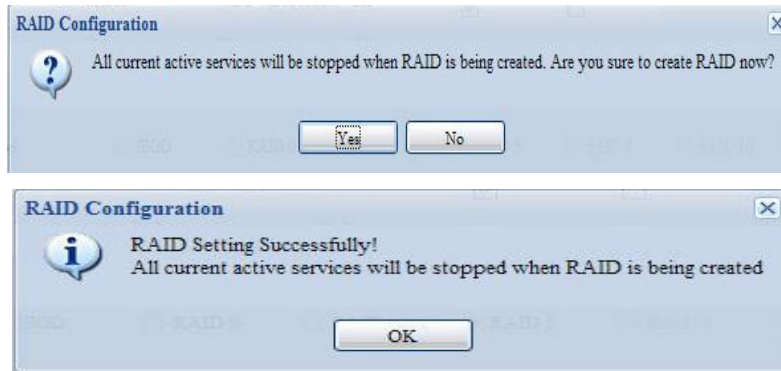 RAID Configuration
All current active services will be stopped when RAID is being created. Are you sure to create RAID now?
Yes
No
RAID Configuration
RAID Setting Successfully!
All current active services will be stopped when RAID is being created
OK